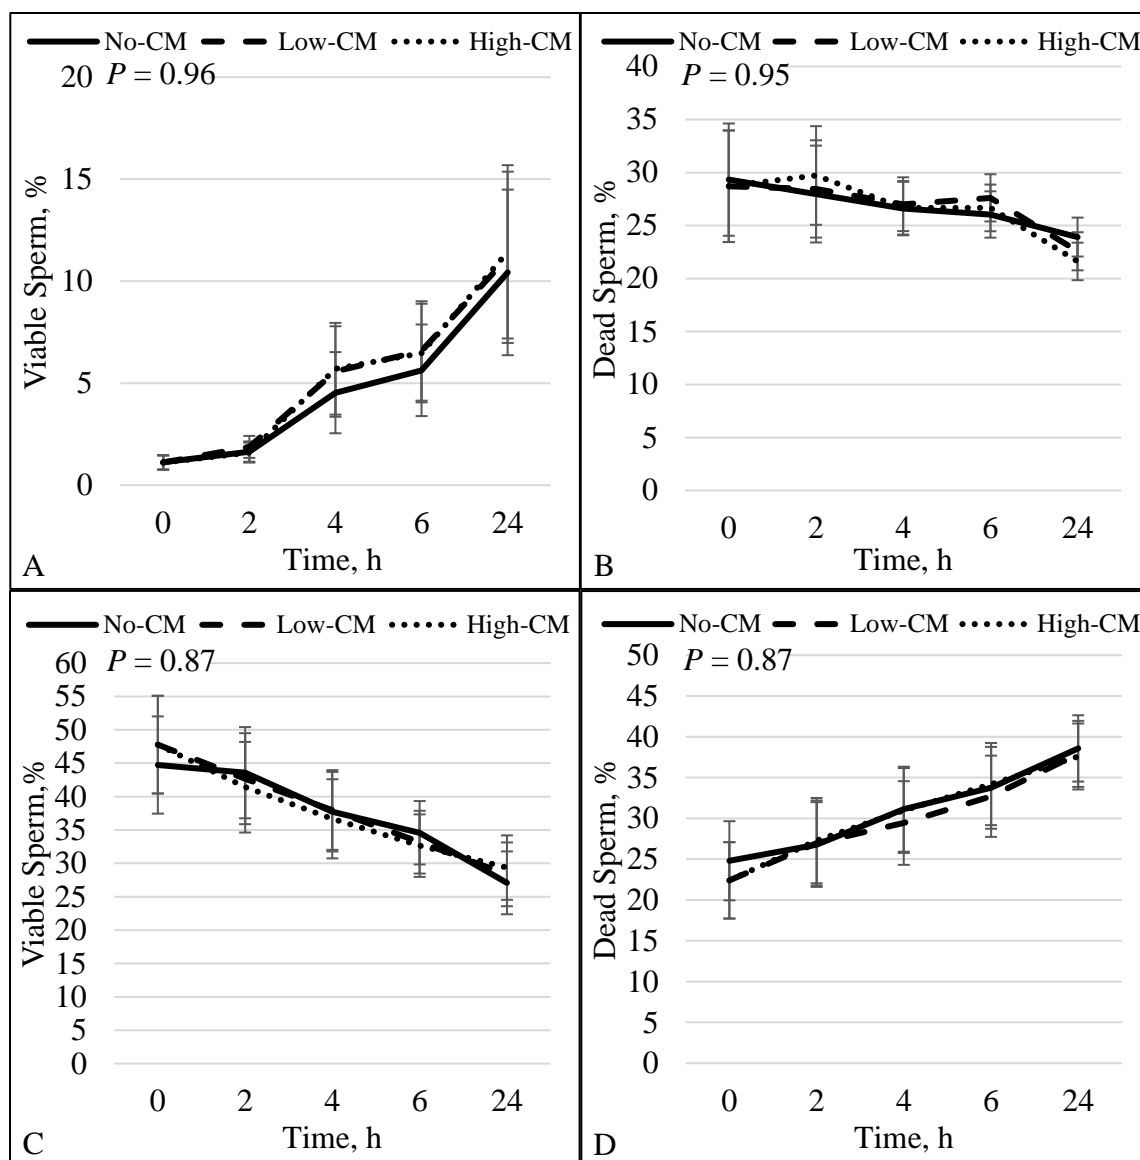 No-CM Low-CM High-CM
P = 0.96
20
15
10
5
0
Viable Sperm, %
0 2 4 6 24
Time, h
A
No-CM Low-CM High-CM
P = 0.95
40
35
30
25
20
15
10
5
0
Dead Sperm, %
0 2 4 6 24
Time, h
B
No-CM Low-CM High-CM
P = 0.87
60
55
50
45
40
35
30
25
20
15
10
5
0
Viable Sperm,%
0 2 4 6 24
Time, h
C
No-CM Low-CM High-CM
P = 0.87
50
45
40
35
30
25
20
15
10
5
0
Dead Sperm, %
0 2 4 6 24
Time, h
D